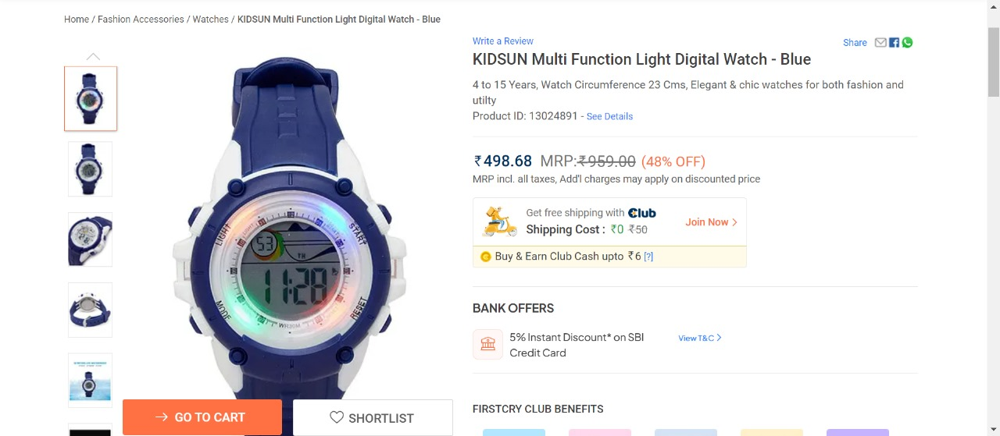 Home / Fashion Accessories / Watches / KIDSUN Multi Function Light Digital Watch - Blue
Write a Review
Share
KIDSUN Multi Function Light Digital Watch - Blue
4 to 15 Years, Watch Circumference 23 Cms, Elegant & chic watches for both fashion and
utilty
Product ID: 13024891 - See Details
₹498.68 MRP:₹959.00 (48% OFF)
MRP incl. all taxes, Add'l charges may apply on discounted price
Get free shipping with Club
Shipping Cost : ₹0 ₹50
Join Now >
Buy & Earn Club Cash upto ₹6 [?]
BANK OFFERS
5% Instant Discount* on SBI
Credit Card
View T&C >
FIRSTCRY CLUB BENEFITS
LIGHT
START
53
TH
11:28
MODE
RESET
WR30M
GO TO CART
SHORTLIST